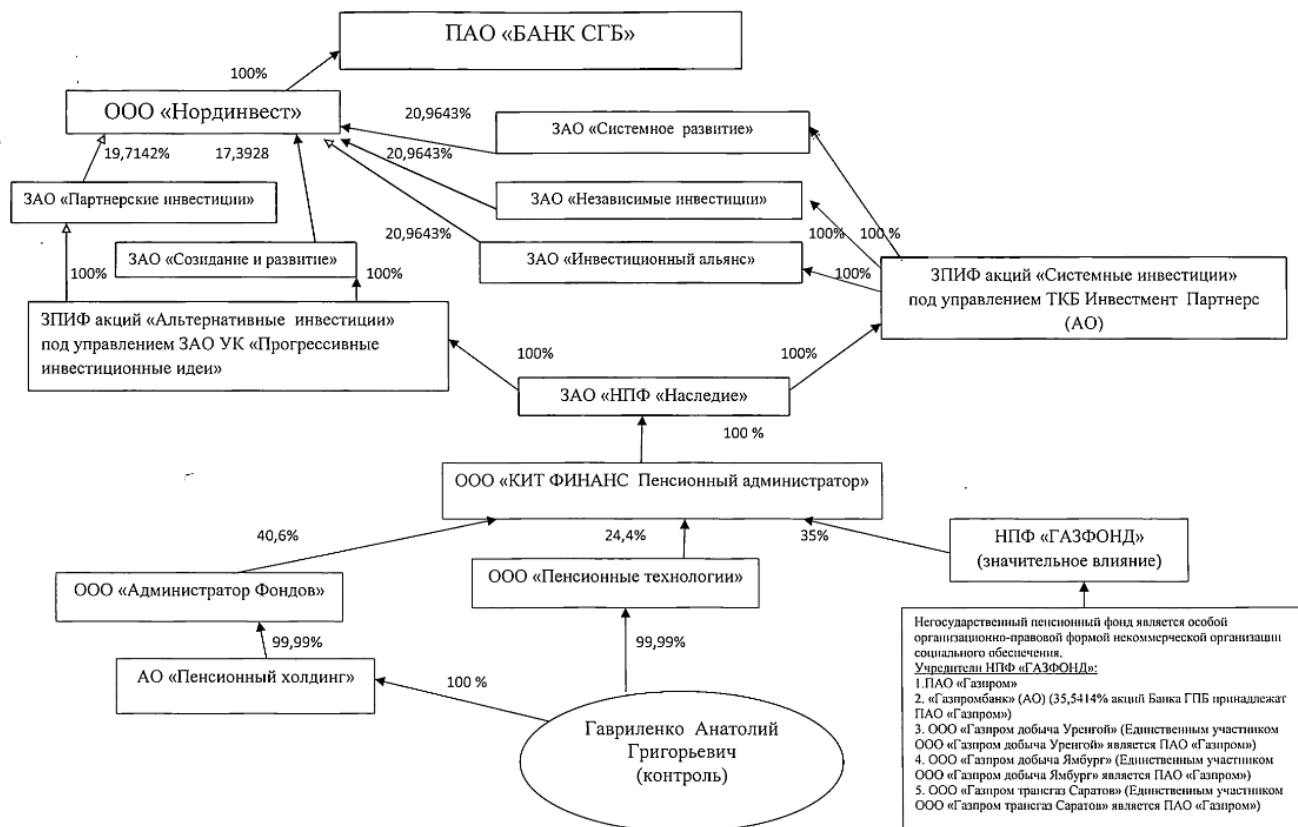 ПАО «БАНК СГБ»
100%
ООО «Нординвест»
20,9643%
ЗАО «Системное развитие»
19,7142%
17,3928
20,9643%
ЗАО «Партнерские инвестиции»
ЗАО «Независимые инвестиции»
20,9643%
100%
100 %
ЗАО «Созидание и развитие»
ЗАО «Инвестиционный альянс»
100%
100%
100%
ЗПИФ акций «Системные инвестиции»
под управлением ТКБ Инвестмент Партнерс
(АО)
ЗПИФ акций «Альтернативные инвестиции»
под управлением ЗАО УК «Прогрессивные
инвестиционные идеи»
100%
100%
ЗАО «НПФ «Наследие»
100 %
ООО «КИТ ФИНАНС Пенсионный администратор»
40,6%
24,4%
35%
НПФ «ГАЗФОНД»
(значительное влияние)
ООО «Администратор Фондов»
ООО «Пенсионные технологии»
99,99%
99,99%
АО «Пенсионный холдинг»
100 %
Гавриленко Анатолий
Григорьевич
(контроль)
Негосударственный пенсионный фонд является особой
организационно-правовой формой некоммерческой организации
социального обеспечения.
Учредители НПФ «ГАЗФОНД»:
1.ПАО «Газпром»
2. «Газпромбанк» (АО) (35,5414% акций Банка ГПБ принадлежат
ПАО «Газпром»)
3. ООО «Газпром добыча Уренгой» (Единственным участником
ООО «Газпром добыча Уренгой» является ПАО «Газпром»)
4. ООО «Газпром добыча Ямбург» (Единственным участником
ООО «Газпром добыча Ямбург» является ПАО «Газпром»)
5. ООО «Газпром трансгаз Саратов» (Единственным участником
ООО «Газпром трансгаз Саратов» является ПАО «Газпром»)